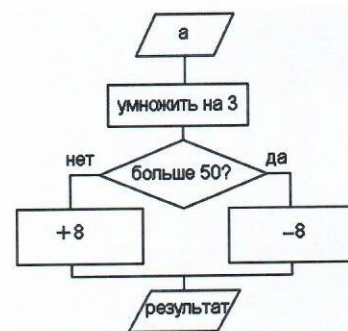 а
умножить на 3
нет
больше 50?
да
+8
−8
результат